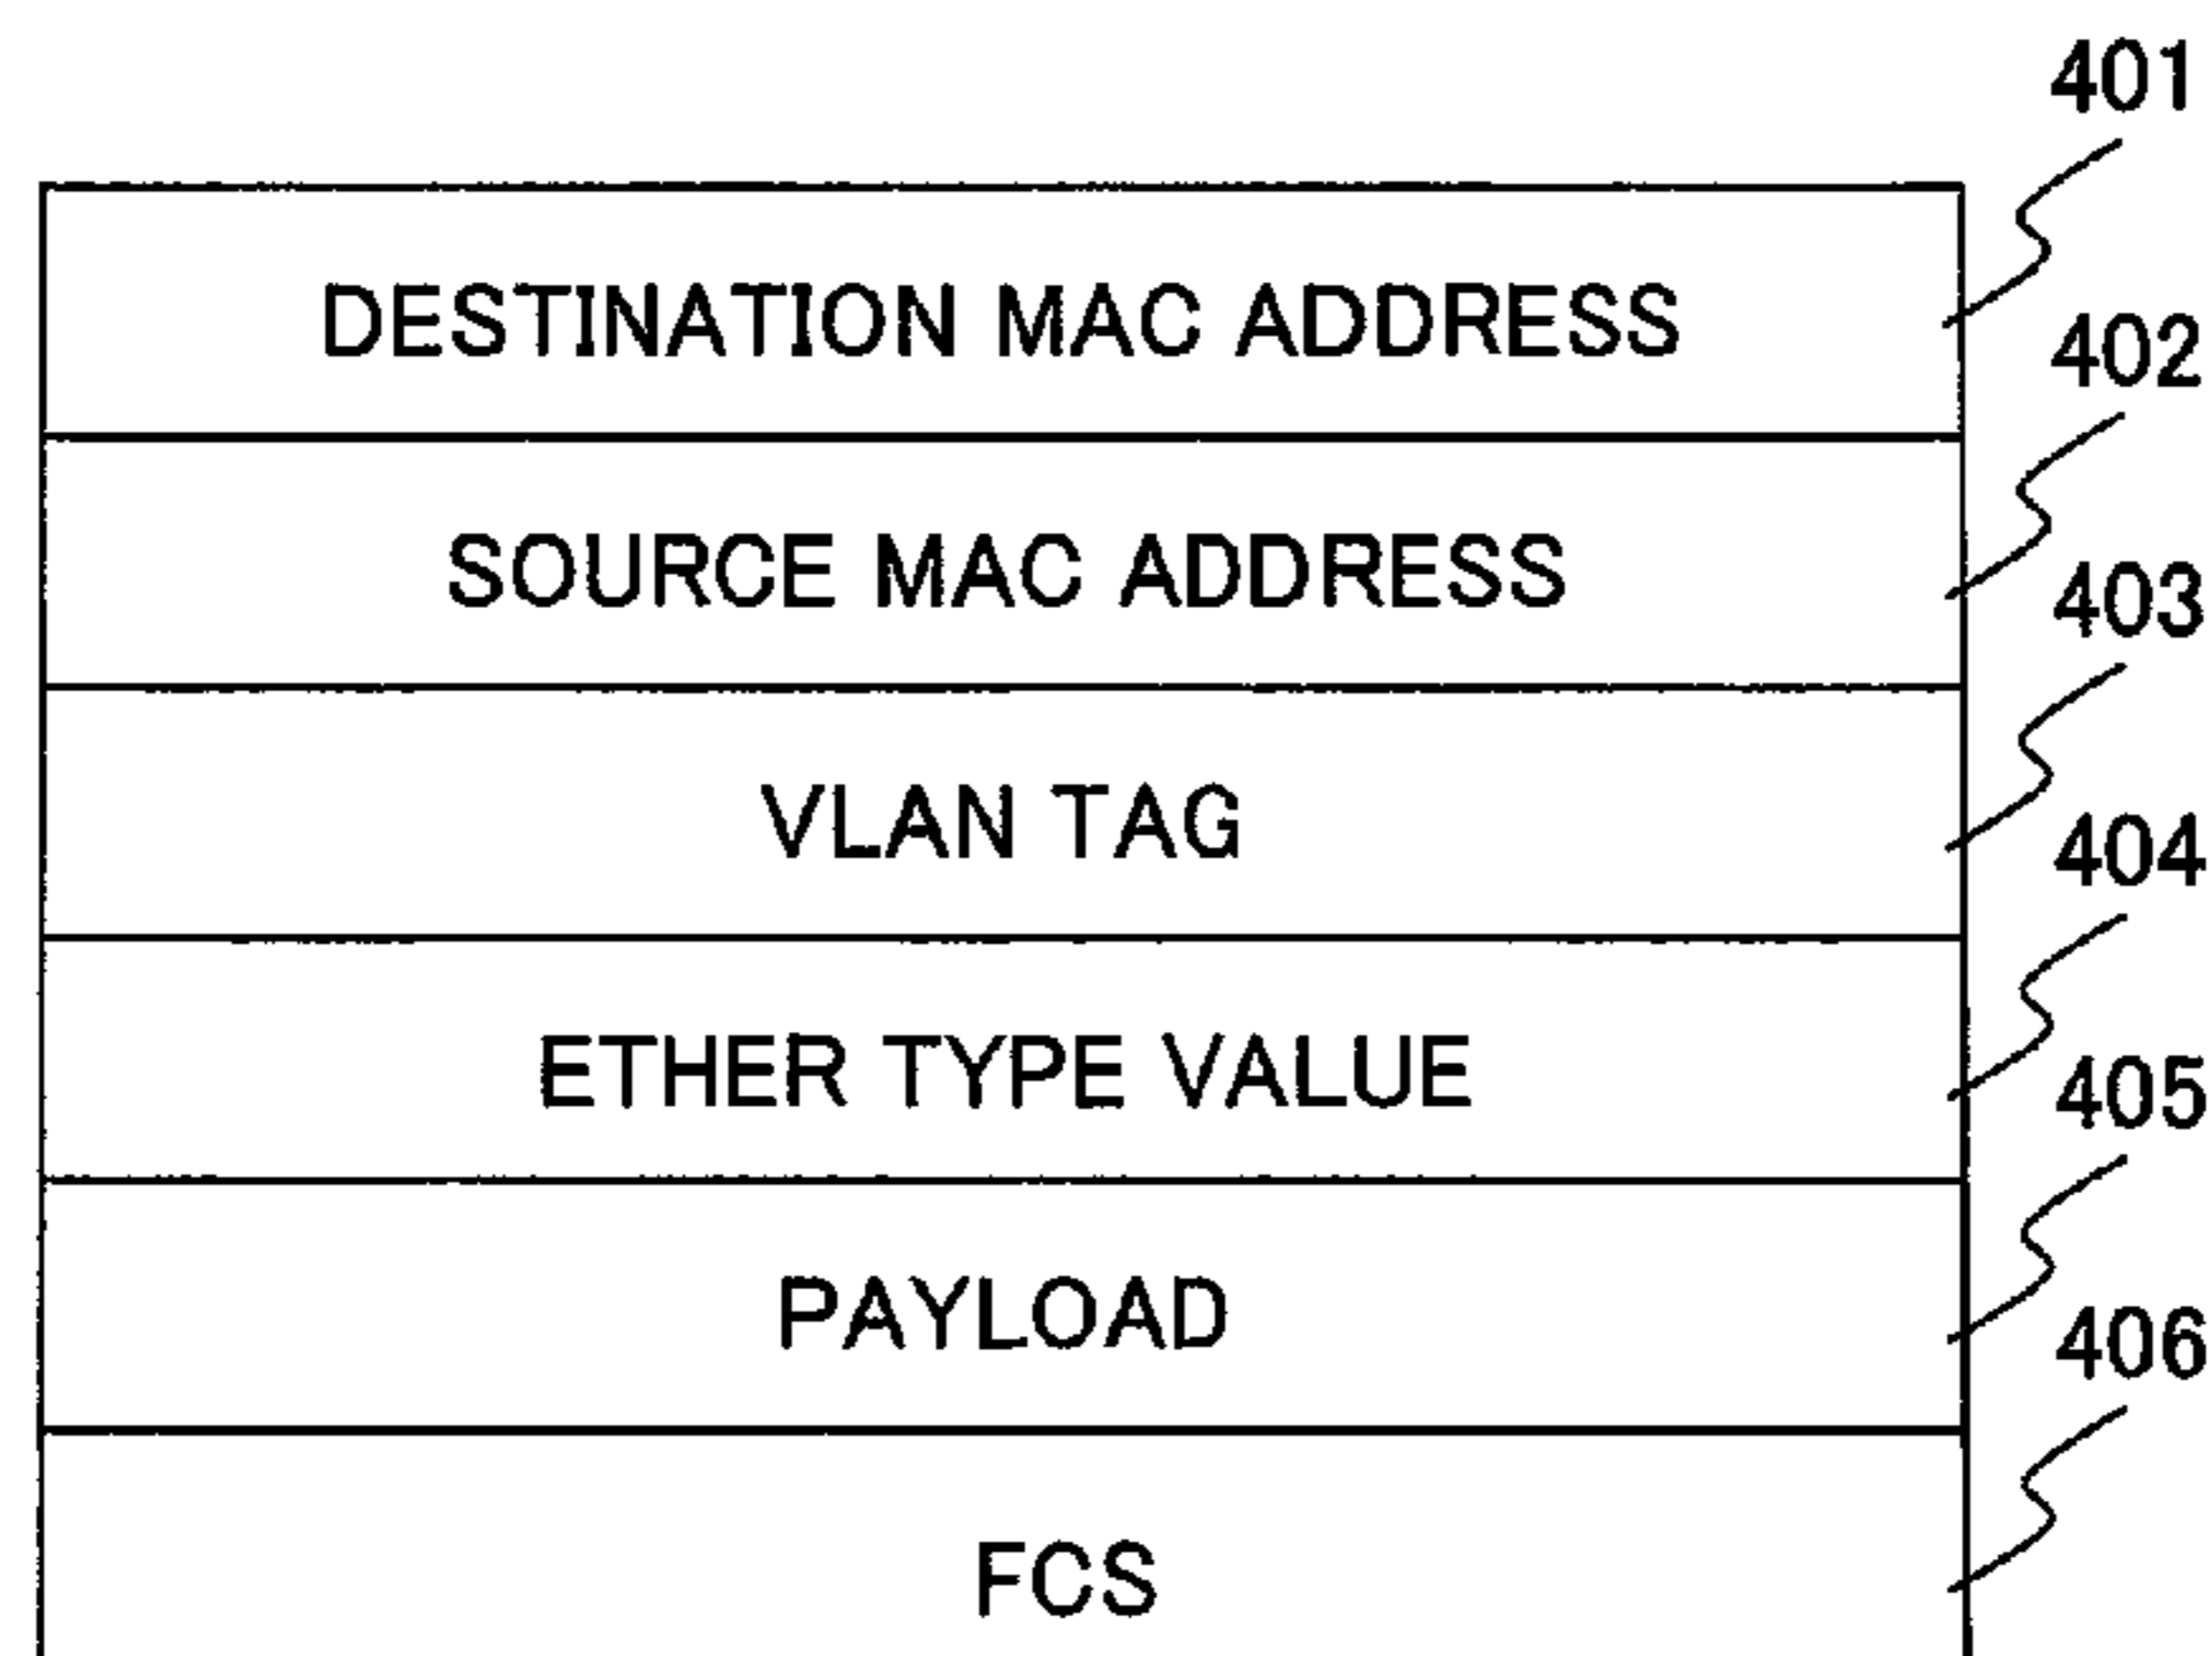 401
DESTINATION MAC ADDRESS
402
SOURCE MAC ADDRESS
403
VLAN TAG
404
ETHER TYPE VALUE
405
PAYLOAD
406
FCS